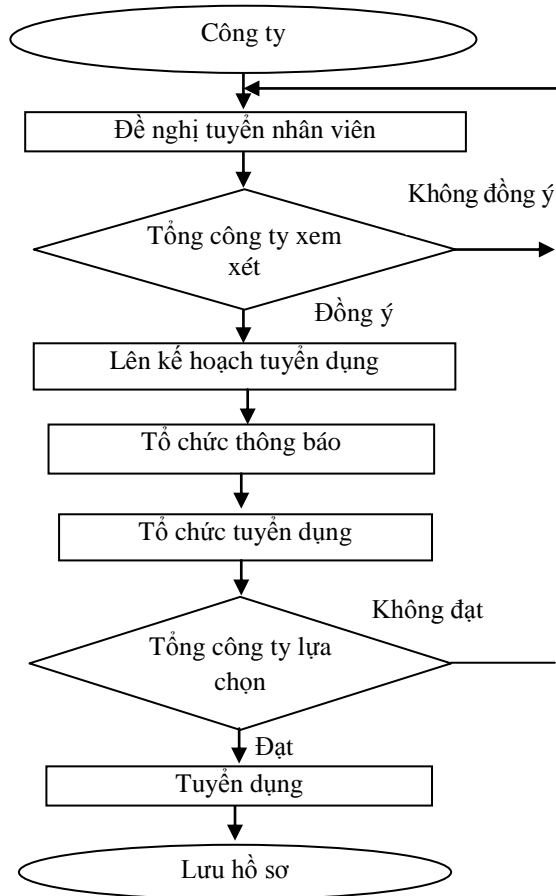 Công ty
Đề nghị tuyển nhân viên
Không đồng ý
Tổng công ty xem
xét
Đồng ý
Lên kế hoạch tuyển dụng
Tổ chức thông báo
Tổ chức tuyển dụng
Không đạt
Tổng công ty lựa
chọn
Đạt
Tuyển dụng
Lưu hồ sơ